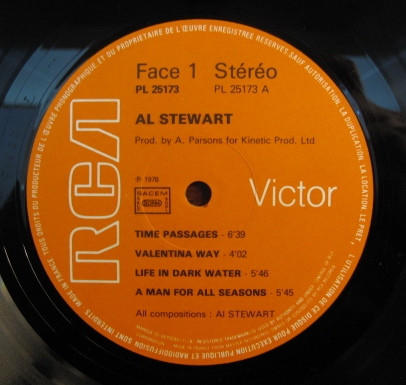 TOUS DROITS DU PRODUCTEUR DE L'ŒUVRE PHONOGRAPHIQUE ET DU PROPRIETAIRE DE L'ŒUVRE ENREGISTREE RESERVES. SAUF AUTORISATION, LA DUPLICATION, LA LOCATION, LE PRET, L'UTILISATION DE CE DISQUE POUR EXECUTION PUBLIQUE ET RADIODIFFUSION SONT INTERDITS. MADE IN FRANCE
Face 1 Stéréo
PL 25173 PL 25173 A
AL STEWART
Prod. by A. Parsons for Kinetic Prod. Ltd
RCA
℗ 1978
SACEM
Victor
TIME PASSAGES - 6'39
VALENTINA WAY - 4'02
LIFE IN DARK WATER - 5'46
A MAN FOR ALL SEASONS - 5'45
All compositions : Al STEWART